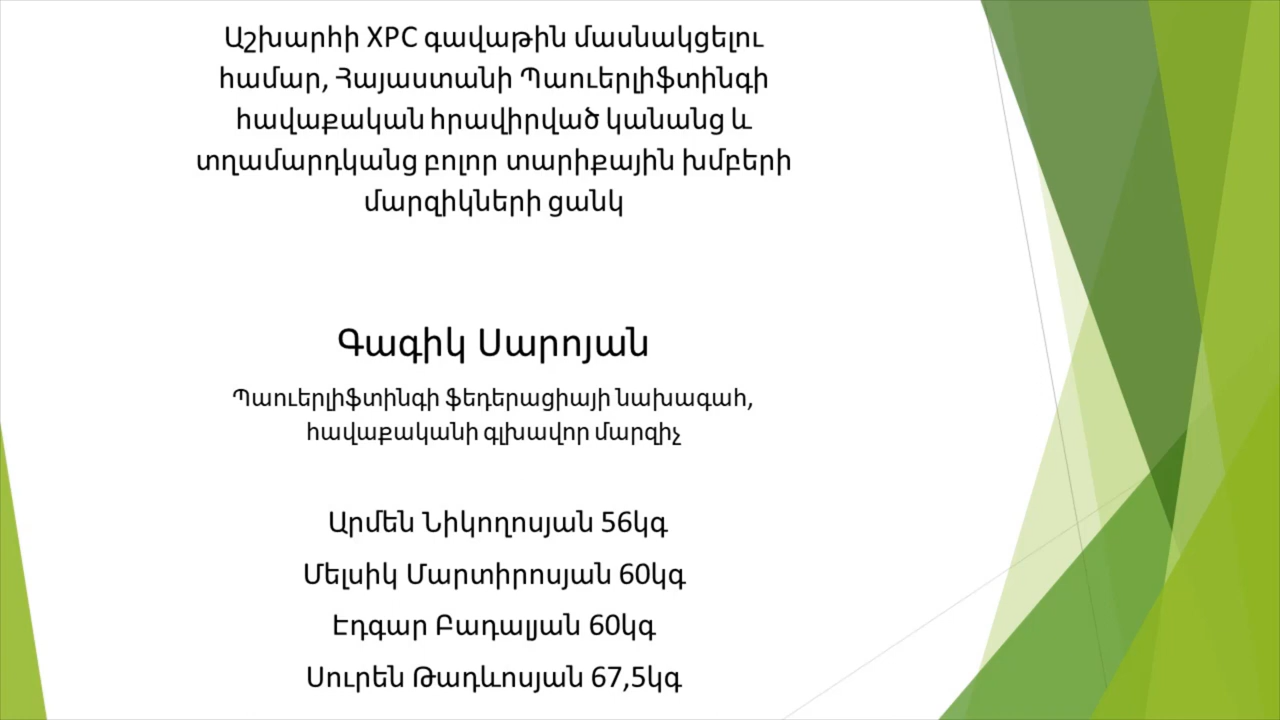 Աշխարհի XPC գավաթին մասնակցելու
համար, Հայաստանի Պաուերլիֆտինգի
հավաքական հրավիրված կանանց և
տղամարդկանց բոլոր տարիքային խմբերի
մարզիկների ցանկ
Գագիկ Սարոյան
Պաուերլիֆտինգի ֆեդերացիայի նախագահ,
հավաքականի գլխավոր մարզիչ
Արմեն Նիկողոսյան 56կգ
Մելսիկ Մարտիրոսյան 60կգ
Էդգար Բադալյան 60կգ
Սուրեն Թադևոսյան 67,5կգ